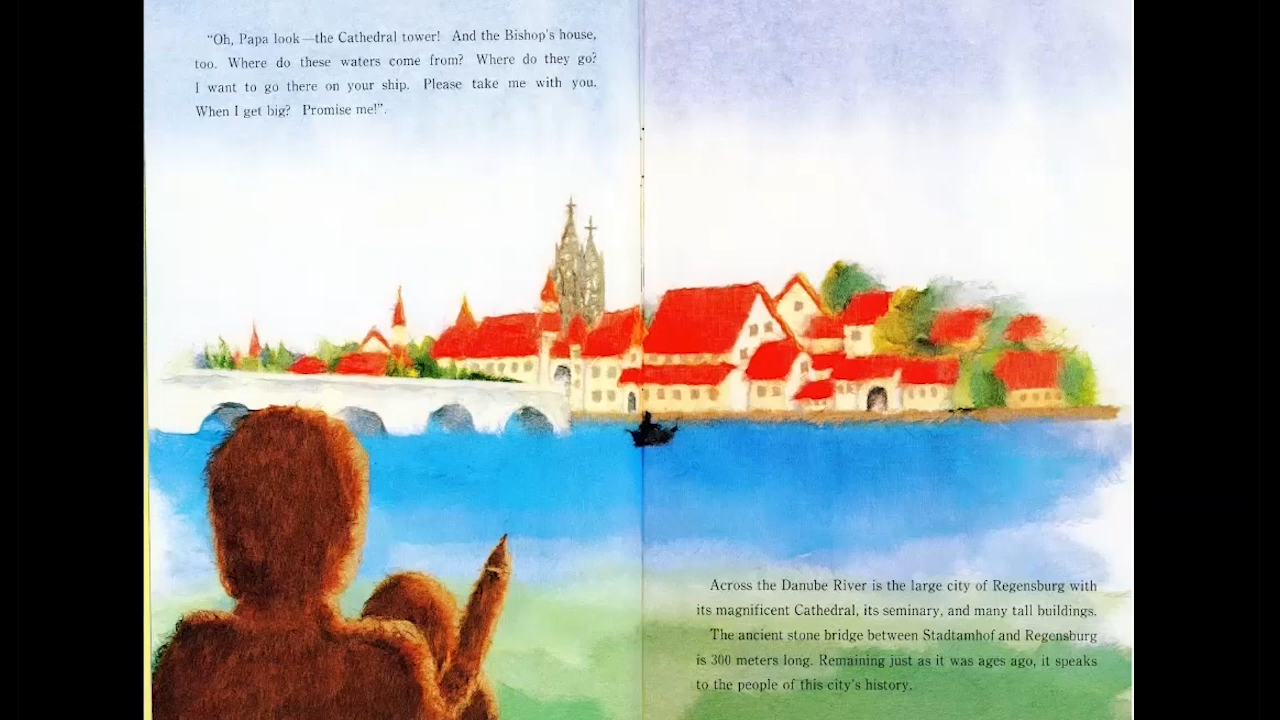 "Oh, Papa look—the Cathedral tower! And the Bishop's house,
too. Where do these waters come from? Where do they go?
I want to go there on your ship. Please take me with you.
When I get big? Promise me!".
Across the Danube River is the large city of Regensburg with
its magnificent Cathedral, its seminary, and many tall buildings.
The ancient stone bridge between Stadtamhof and Regensburg
is 300 meters long. Remaining just as it was ages ago, it speaks
to the people of this city's history.